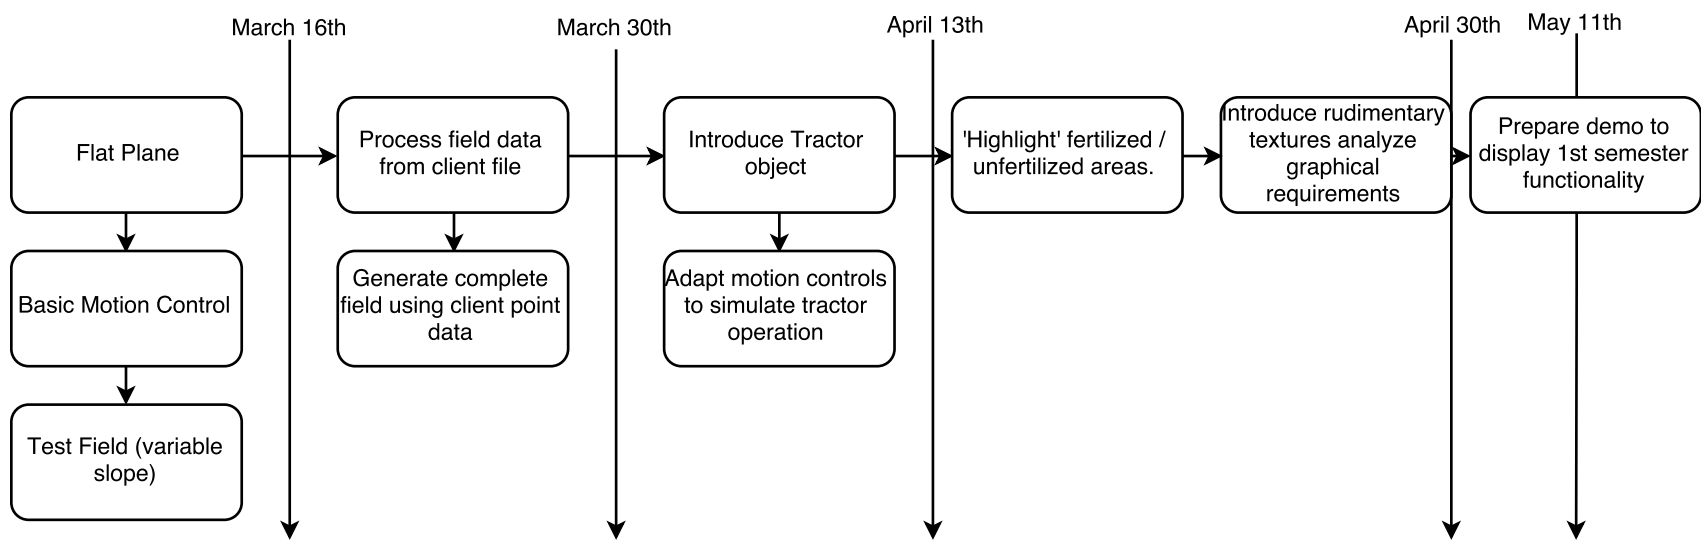 March 16th
March 30th
April 13th
April 30th
May 11th
Flat Plane
Process field data
from client file
Introduce Tractor
object
'Highlight' fertilized /
unfertilized areas.
Introduce rudimentary
textures analyze
graphical
requirements
Prepare demo to
display 1st semester
functionality
Basic Motion Control
Generate complete
field using client point
data
Adapt motion controls
to simulate tractor
operation
Test Field (variable
slope)